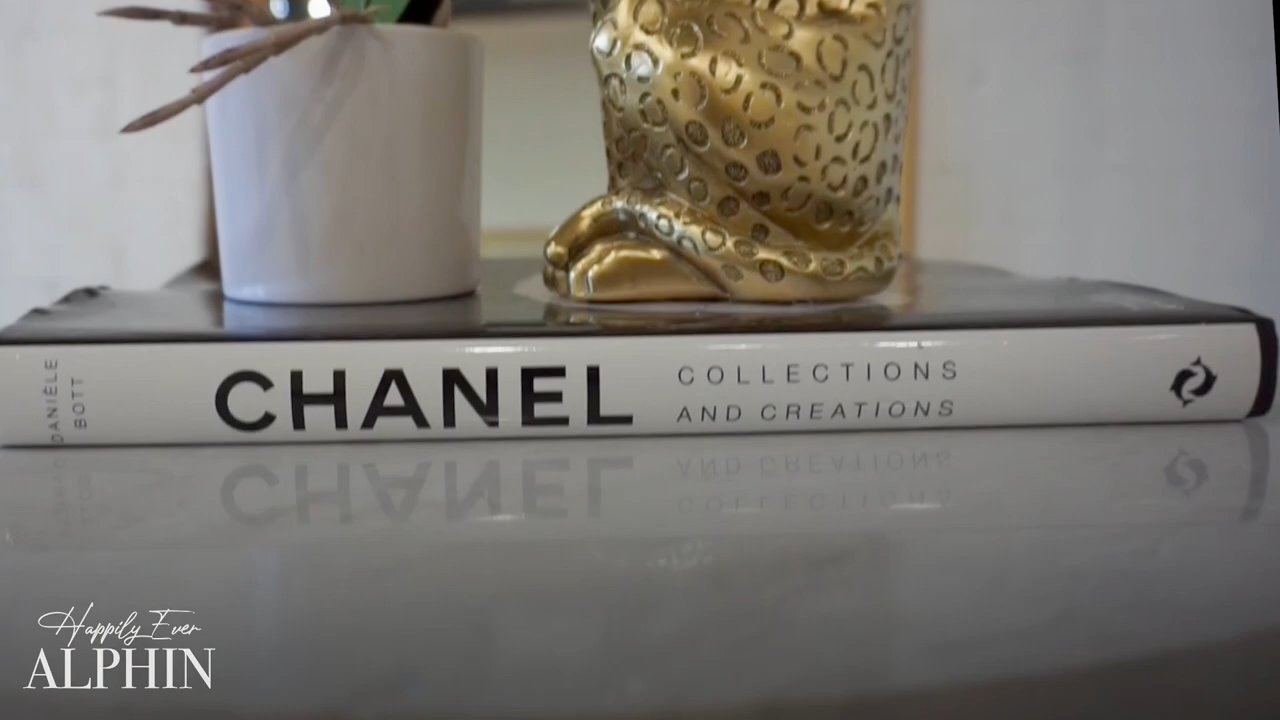 DANIÈLE
BOTT
CHANEL
COLLECTIONS
AND CREATIONS
Happily Ever
ALPHIN